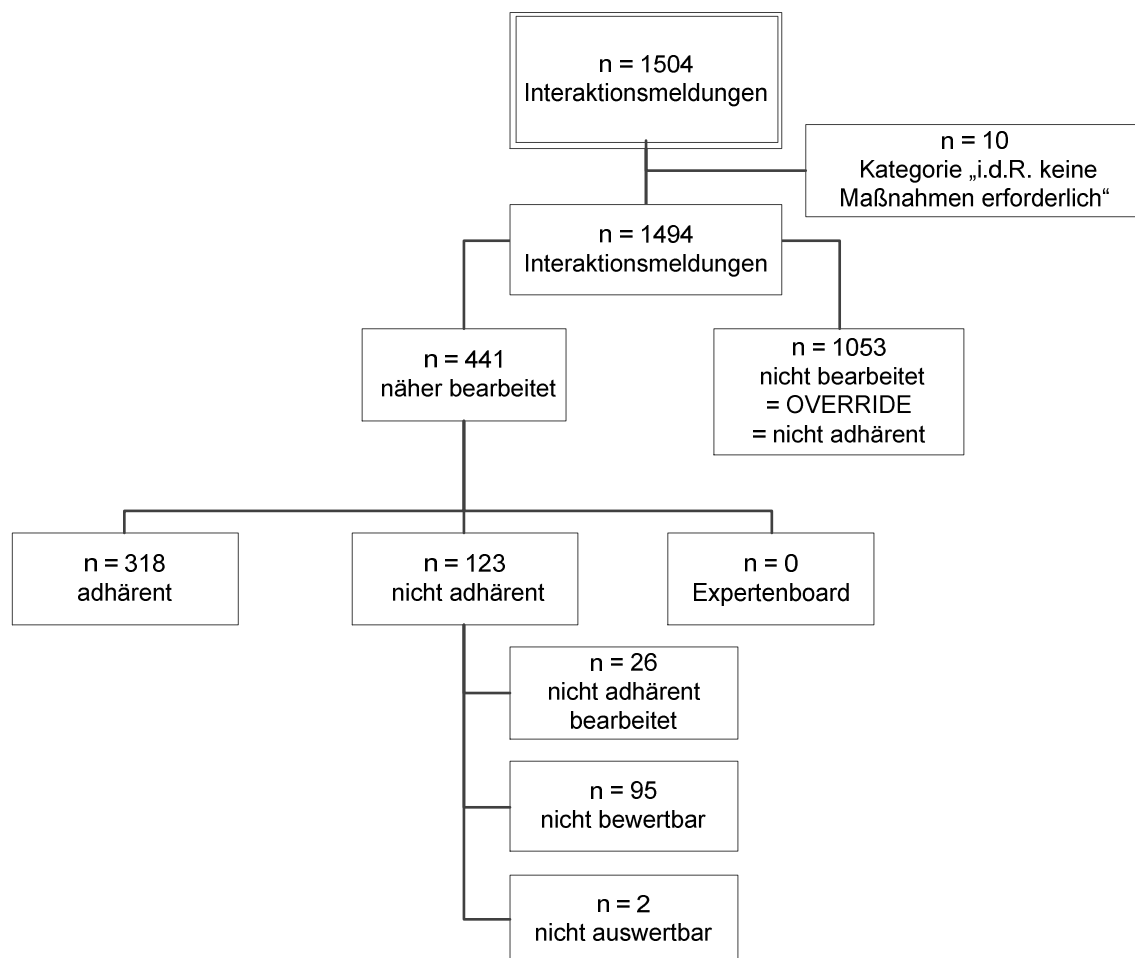 n = 1504
Interaktionsmeldungen
n = 10
Kategorie „i.d.R. keine
Maßnahmen erforderlich“
n = 1494
Interaktionsmeldungen
n = 441
näher bearbeitet
n = 1053
nicht bearbeitet
= OVERRIDE
= nicht adhärent
n = 318
adhärent
n = 123
nicht adhärent
n = 0
Expertenboard
n = 26
nicht adhärent
bearbeitet
n = 95
nicht bewertbar
n = 2
nicht auswertbar